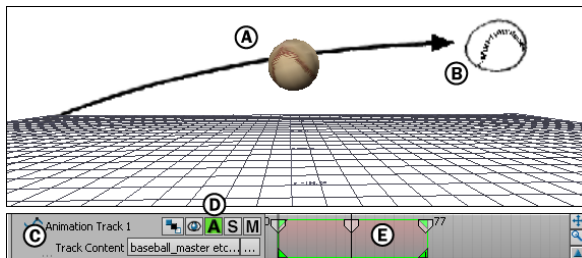 A
B
D
C Animation Track 1 A S M 0 77
E
Track Content baseball_master etc... ...